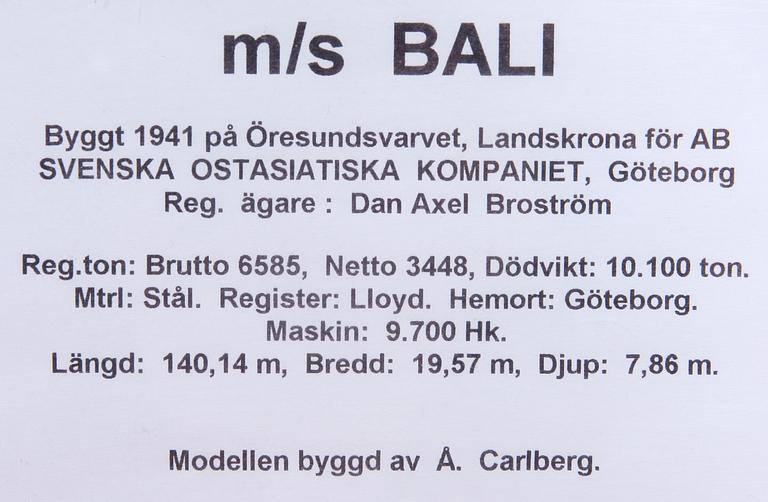 m/s BALI
Byggt 1941 på Öresundsvarvet, Landskrona för AB
SVENSKA OSTASIATISKA KOMPANIET, Göteborg
Reg. ägare : Dan Axel Broström
Reg.ton: Brutto 6585, Netto 3448, Dödvikt: 10.100 ton.
Mtrl: Stål. Register: Lloyd. Hemort: Göteborg.
Maskin: 9.700 Hk.
Längd: 140,14 m, Bredd: 19,57 m, Djup: 7,86 m.
Modellen byggd av Å. Carlberg.